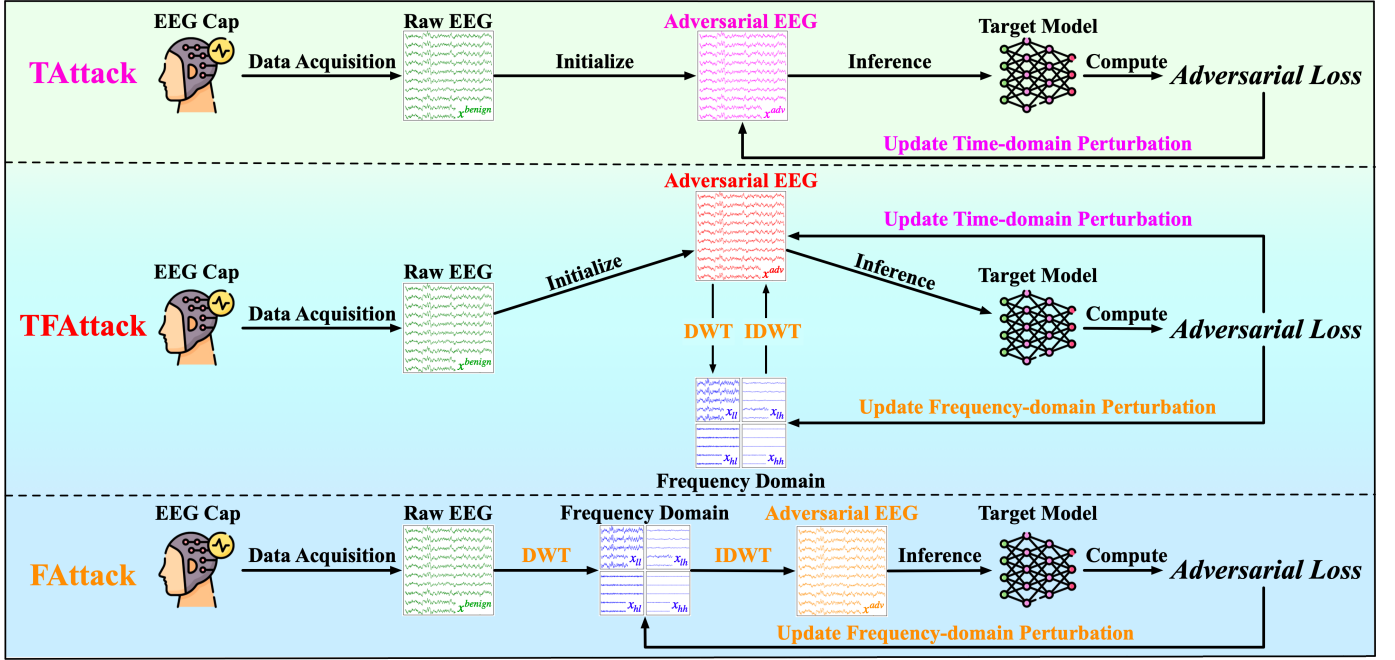 EEG Cap
Raw EEG
Adversarial EEG
Target Model
TAttack
Data Acquisition
Initialize
Inference
Compute
Adversarial Loss
x^benign
x^adv
Update Time-domain Perturbation
Adversarial EEG
Update Time-domain Perturbation
EEG Cap
Raw EEG
Initialize
x^adv
Inference
Target Model
TFAttack
Data Acquisition
Compute
Adversarial Loss
x^benign
DWT
IDWT
x_ll
x_lh
Update Frequency-domain Perturbation
x_hl
x_hh
Frequency Domain
EEG Cap
Raw EEG
Frequency Domain
Adversarial EEG
Target Model
FAttack
Data Acquisition
DWT
x_ll
x_lh
IDWT
Inference
Compute
Adversarial Loss
x^benign
x_hl
x_hh
x^adv
Update Frequency-domain Perturbation